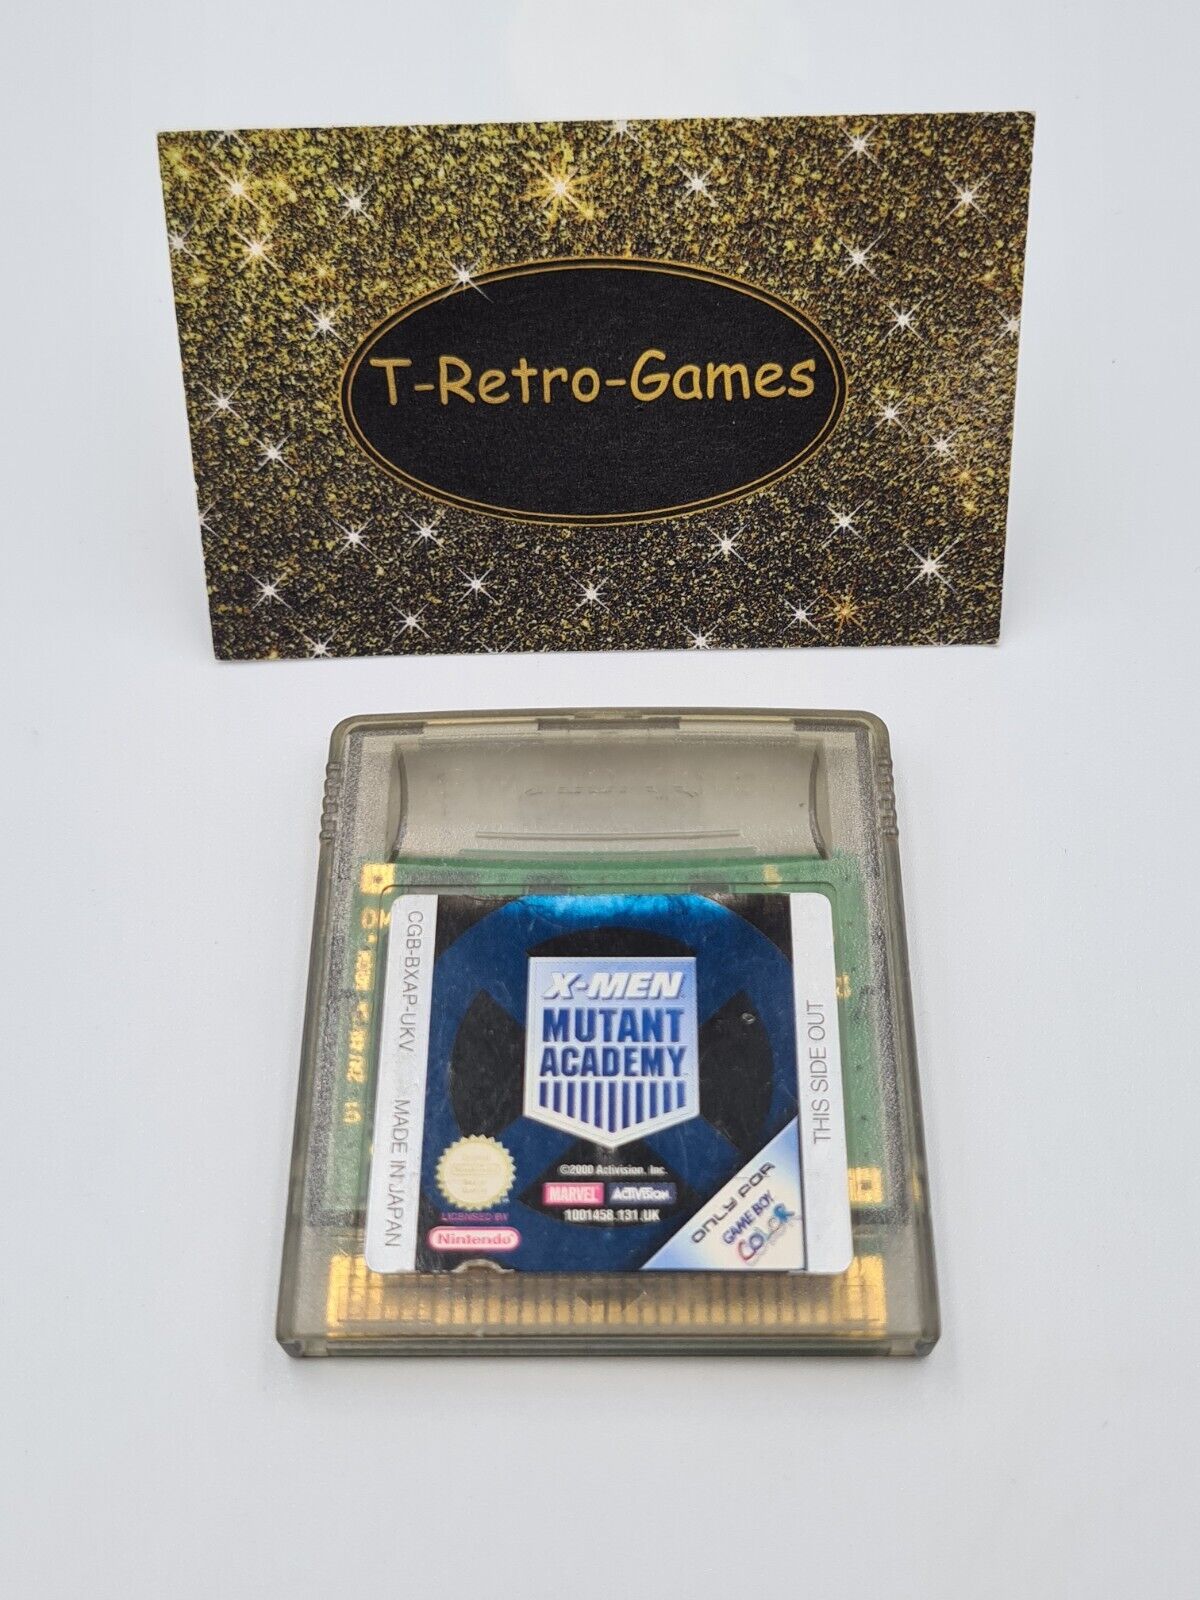 T-Retro-Games
CGB-BXAP-UKV MADE IN JAPAN
X-MEN
MUTANT
ACADEMY
©2000 Activision, Inc.
MARVEL ACTIVISION
1001458.131.UK
LICENSED BY
Nintendo
ONLY FOR
GAME BOY
COLOR
THIS SIDE OUT